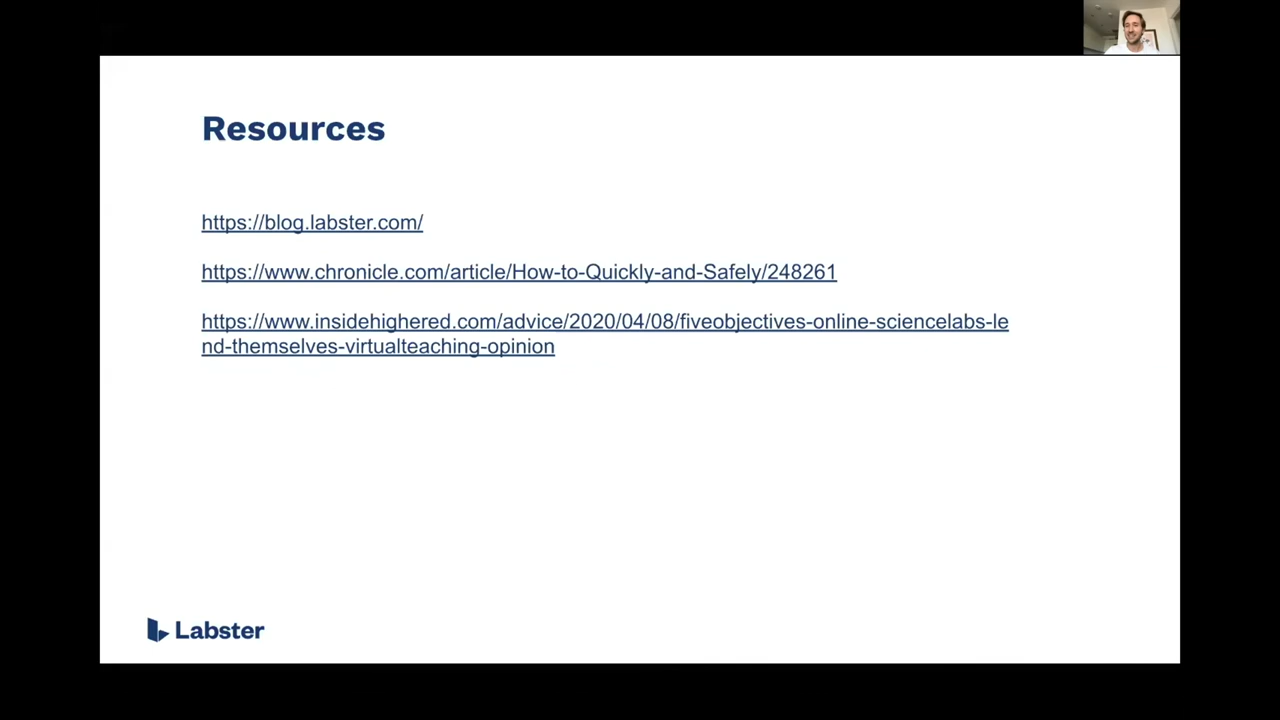 Resources
https://blog.labster.com/
https://www.chronicle.com/article/How-to-Quickly-and-Safely/248261
https://www.insidehighered.com/advice/2020/04/08/fiveobjectives-online-sciencelabs-le
nd-themselves-virtualteaching-opinion
Labster